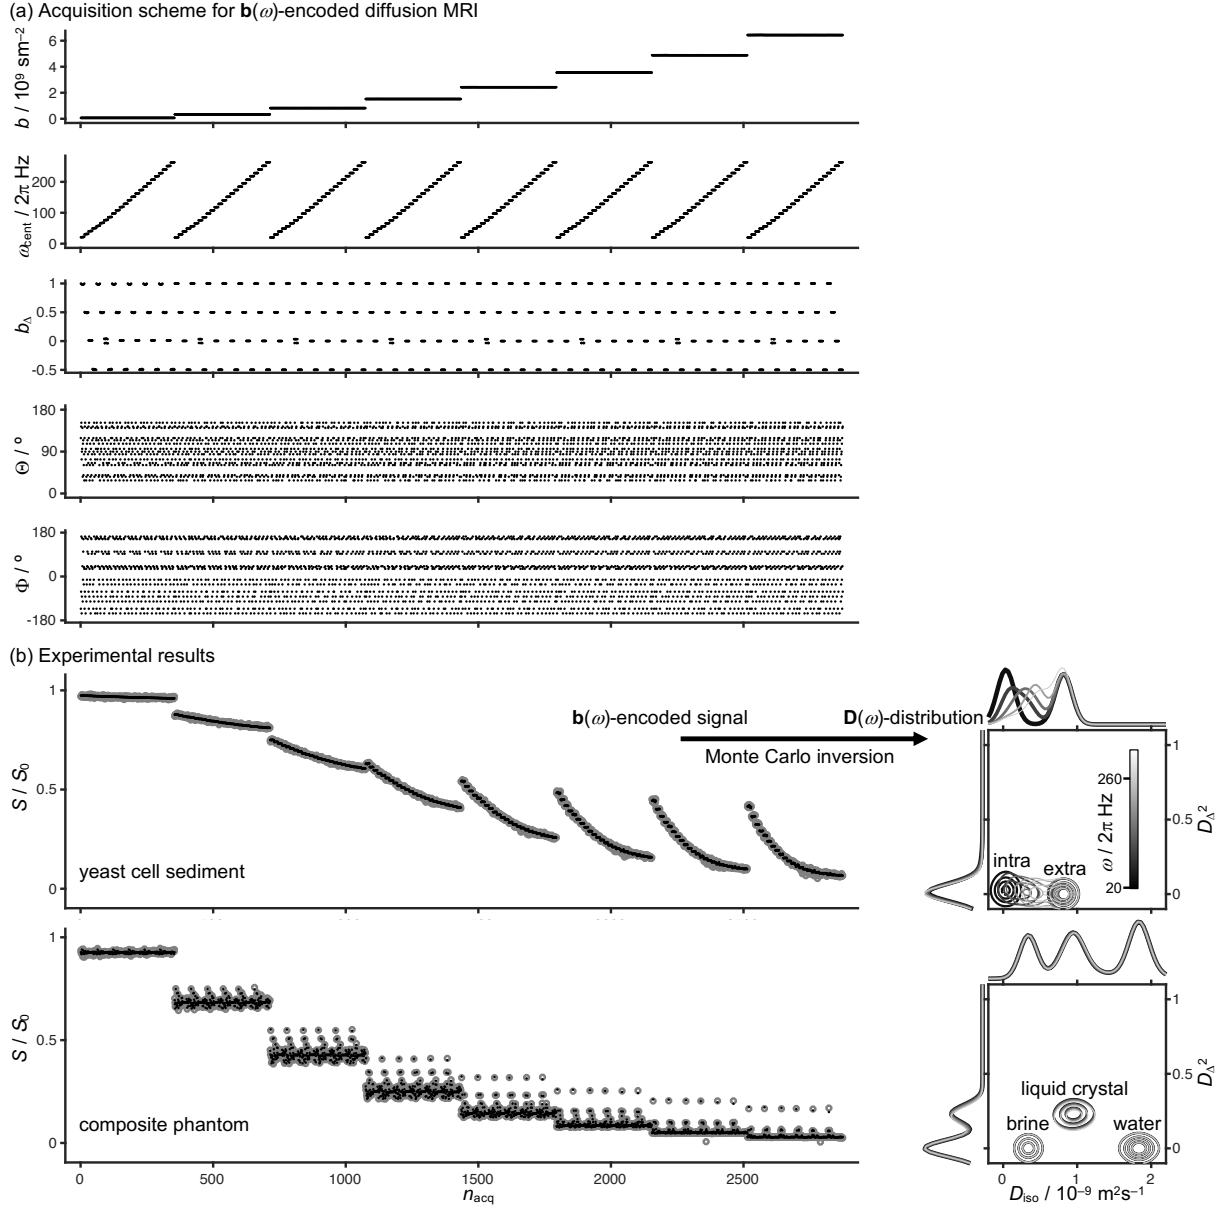 (a) Acquisition scheme for b(ω)-encoded diffusion MRI
b / 10⁹ sm⁻²
6
4
2
0
ω_cent / 2π Hz
200
100
0
b_Δ
1
0.5
0
-0.5
Θ / º
180
90
0
Φ / º
180
0
-180
(b) Experimental results
S / S₀
1
0.5
0
yeast cell sediment
b(ω)-encoded signal
D(ω)-distribution
Monte Carlo inversion
intra
extra
ω / 2π Hz
260
20
1
0.5
0
D_Δ²
S / S₀
1
0.5
0
composite phantom
0
500
1000
1500
2000
2500
n_acq
liquid crystal
brine
water
1
0.5
0
D_Δ²
0
1
2
D_iso / 10⁻⁹ m²s⁻¹